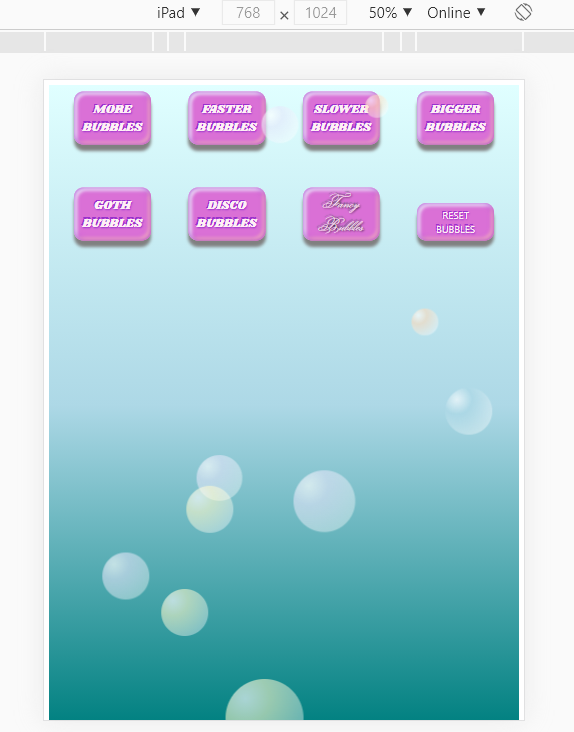 iPad ▼ 768 × 1024 50% ▼ Online ▼
MORE BUBBLES
FASTER BUBBLES
SLOWER BUBBLES
BIGGER BUBBLES
GOTH BUBBLES
DISCO BUBBLES
Fancy Bubbles
RESET BUBBLES